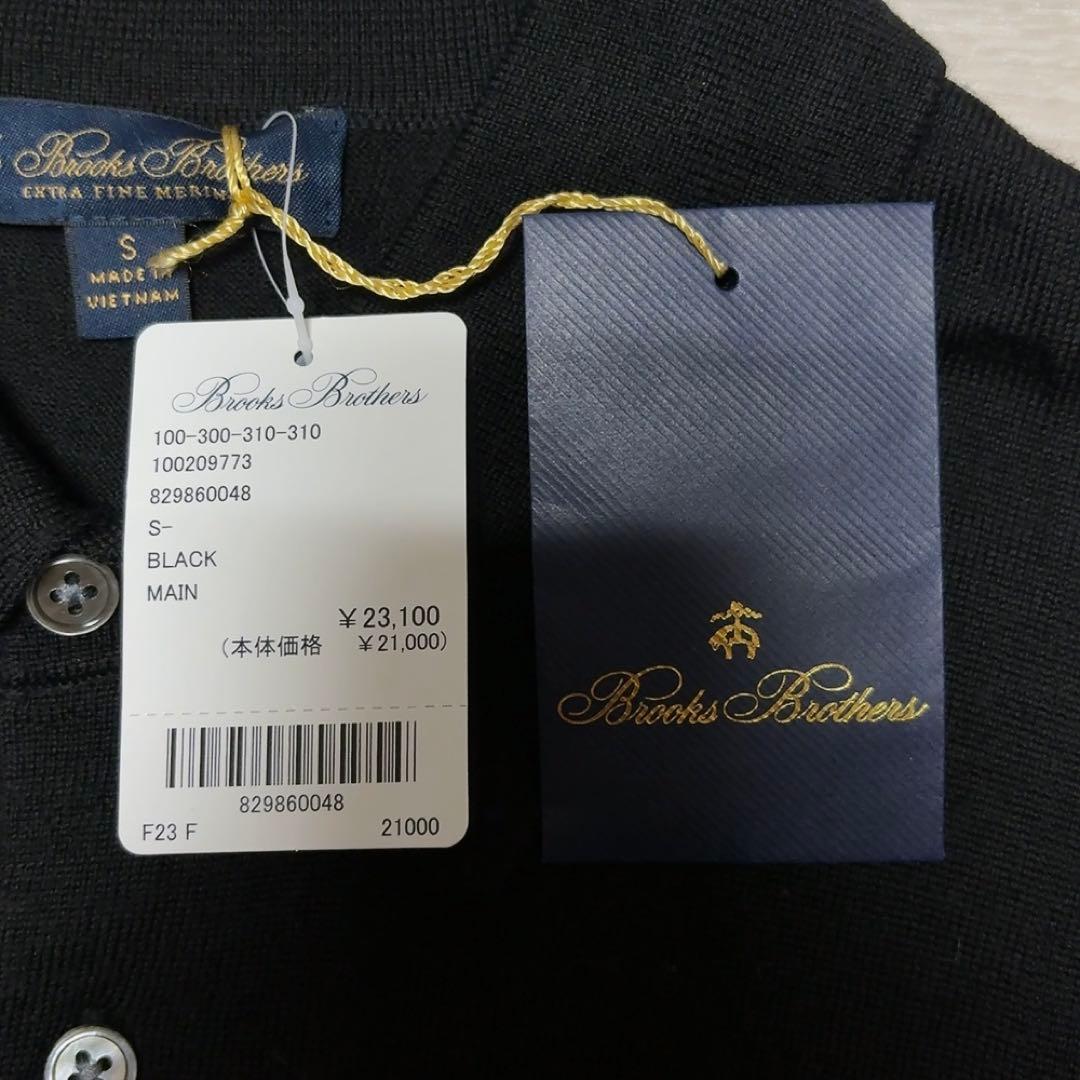 Brooks Brothers
EXTRA FINE
S
MADE IN
VIETNAM
Brooks Brothers
100-300-310-310
100209773
829860048
S-
BLACK
MAIN
¥23,100
(本体価格 ¥21,000)
829860048
F23 F 21000
Brooks Brothers